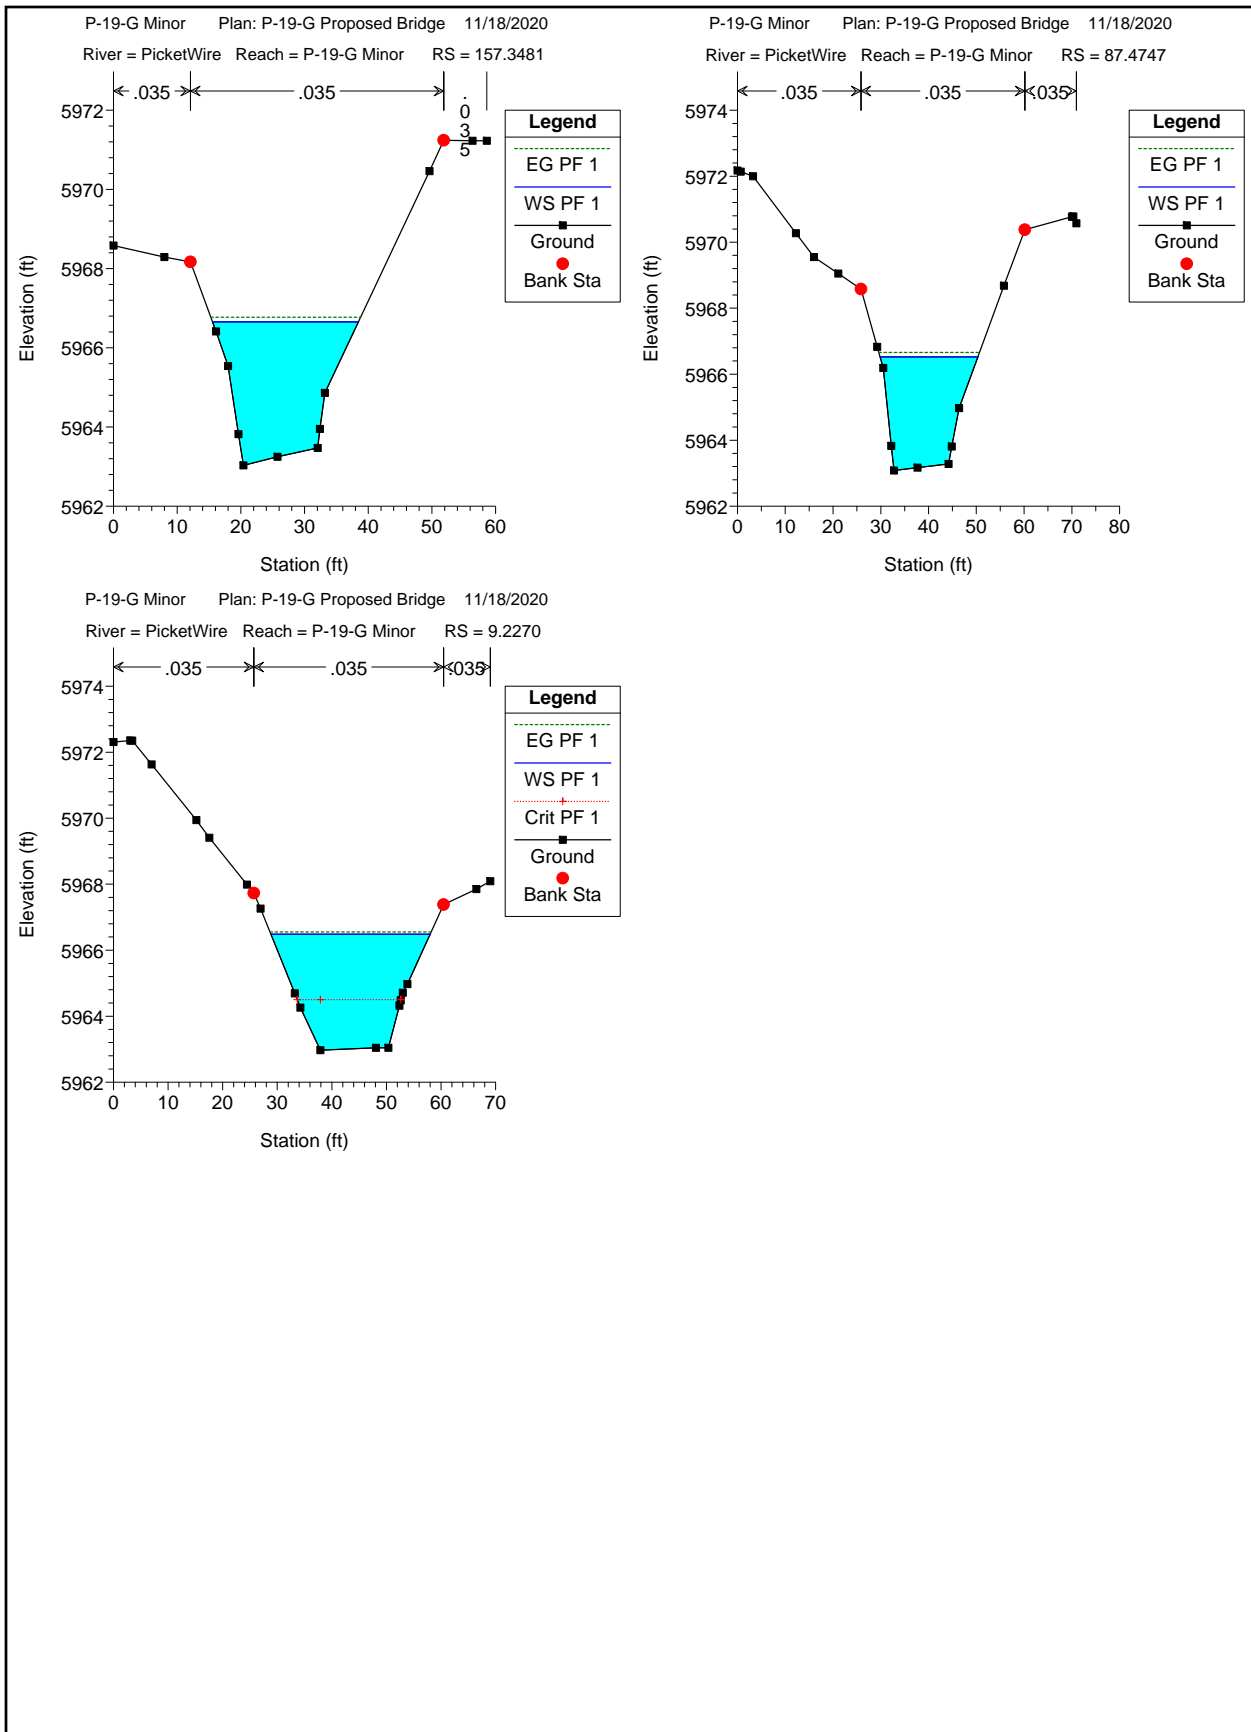 P-19-G Minor Plan: P-19-G Proposed Bridge 11/18/2020
River = PicketWire Reach = P-19-G Minor RS = 157.3481
.035 .035 .035
5972
5970
5968
5966
5964
5962
Elevation (ft)
0 10 20 30 40 50 60
Station (ft)
Legend
EG PF 1
WS PF 1
Ground
Bank Sta
P-19-G Minor Plan: P-19-G Proposed Bridge 11/18/2020
River = PicketWire Reach = P-19-G Minor RS = 87.4747
.035 .035 .035
5974
5972
5970
5968
5966
5964
5962
Elevation (ft)
0 10 20 30 40 50 60 70 80
Station (ft)
Legend
EG PF 1
WS PF 1
Ground
Bank Sta
P-19-G Minor Plan: P-19-G Proposed Bridge 11/18/2020
River = PicketWire Reach = P-19-G Minor RS = 9.2270
.035 .035 .035
5974
5972
5970
5968
5966
5964
5962
Elevation (ft)
0 10 20 30 40 50 60 70
Station (ft)
Legend
EG PF 1
WS PF 1
Crit PF 1
Ground
Bank Sta